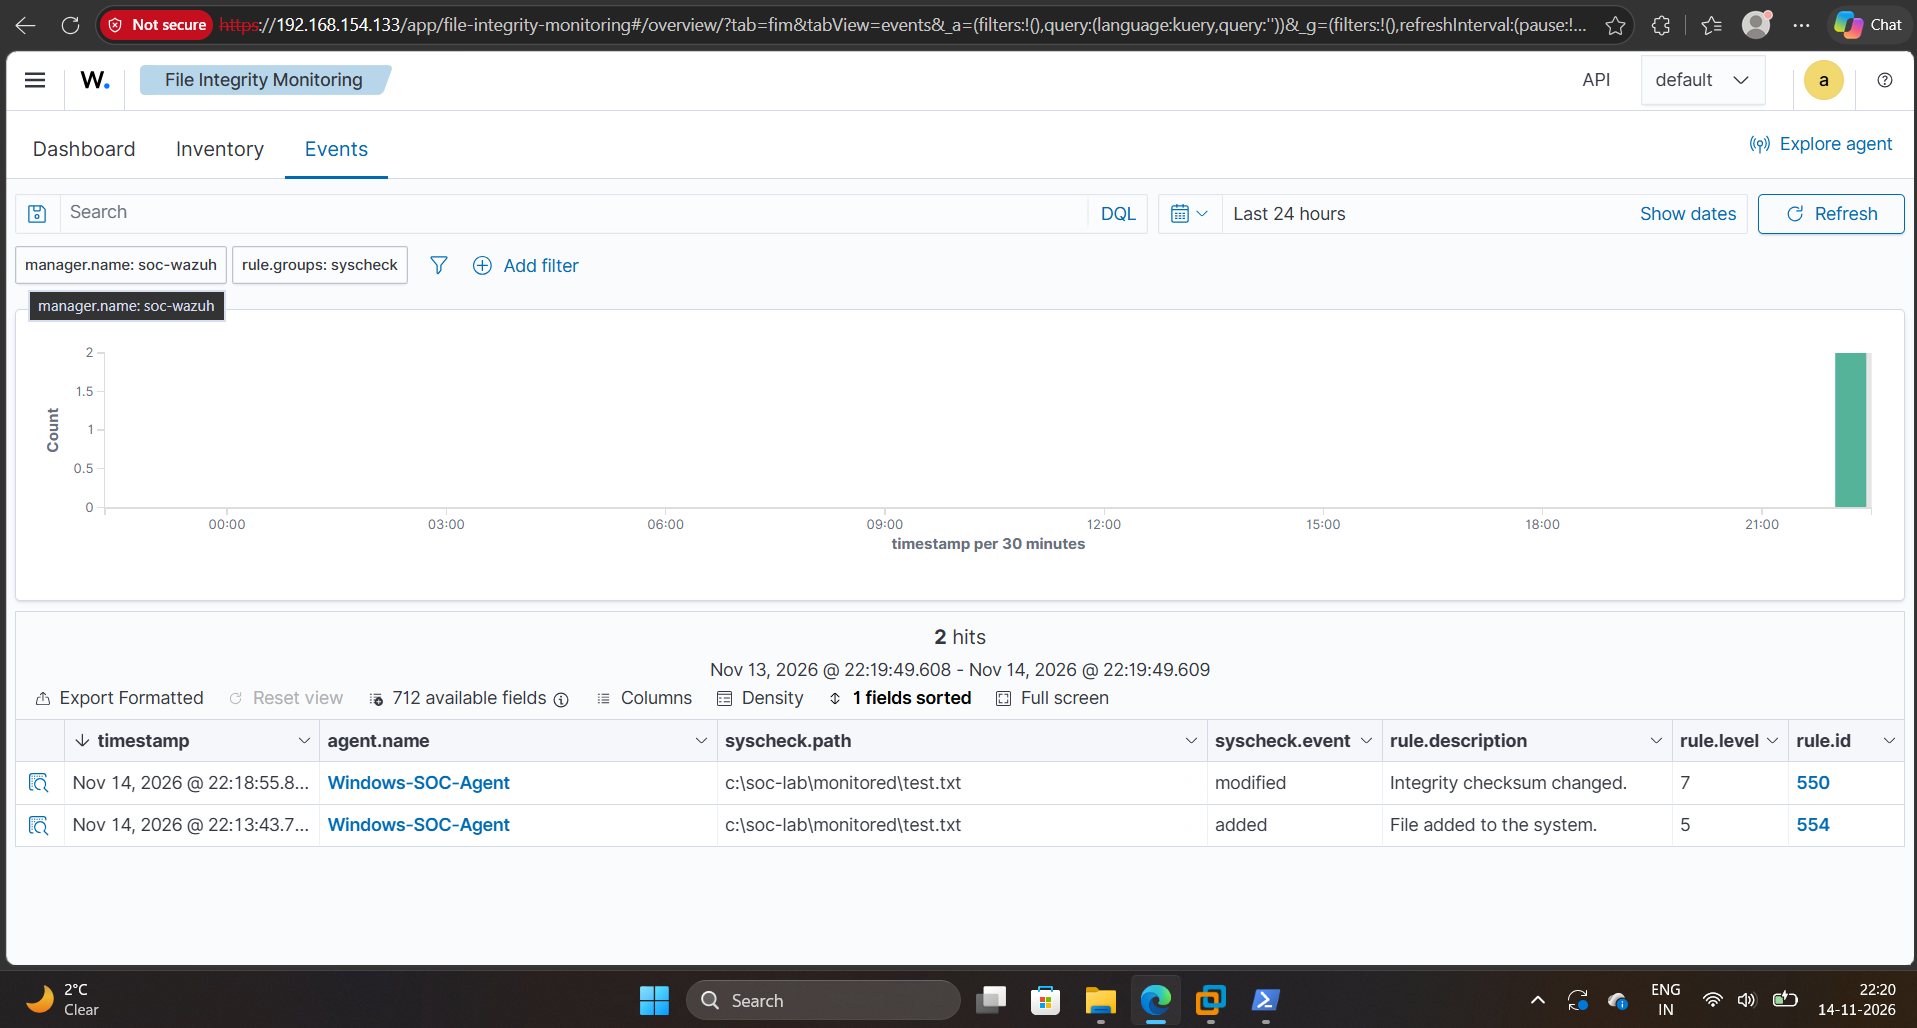 Not secure https://192.168.154.133/app/file-integrity-monitoring#/overview/?tab=fim&tabView=events&_a=(filters:!(),query:(language:kuery,query:''))&_g=(filters:!(),refreshInterval:(pause:!... Chat
W. File Integrity Monitoring API default a
Dashboard Inventory Events Explore agent
Search DQL Last 24 hours Show dates Refresh
manager.name: soc-wazuh rule.groups: syscheck Add filter
manager.name: soc-wazuh
2
1.5
1
0.5
0
Count
00:00 03:00 06:00 09:00 12:00 15:00 18:00 21:00
timestamp per 30 minutes
2 hits
Nov 13, 2026 @ 22:19:49.608 - Nov 14, 2026 @ 22:19:49.609
Export Formatted Reset view 712 available fields Columns Density 1 fields sorted Full screen
timestamp agent.name syscheck.path syscheck.event rule.description rule.level rule.id
Nov 14, 2026 @ 22:18:55.8... Windows-SOC-Agent c:\soc-lab\monitored\test.txt modified Integrity checksum changed. 7 550
Nov 14, 2026 @ 22:13:43.7... Windows-SOC-Agent c:\soc-lab\monitored\test.txt added File added to the system. 5 554
2°C
Clear
Search
ENG
IN
22:20
14-11-2026